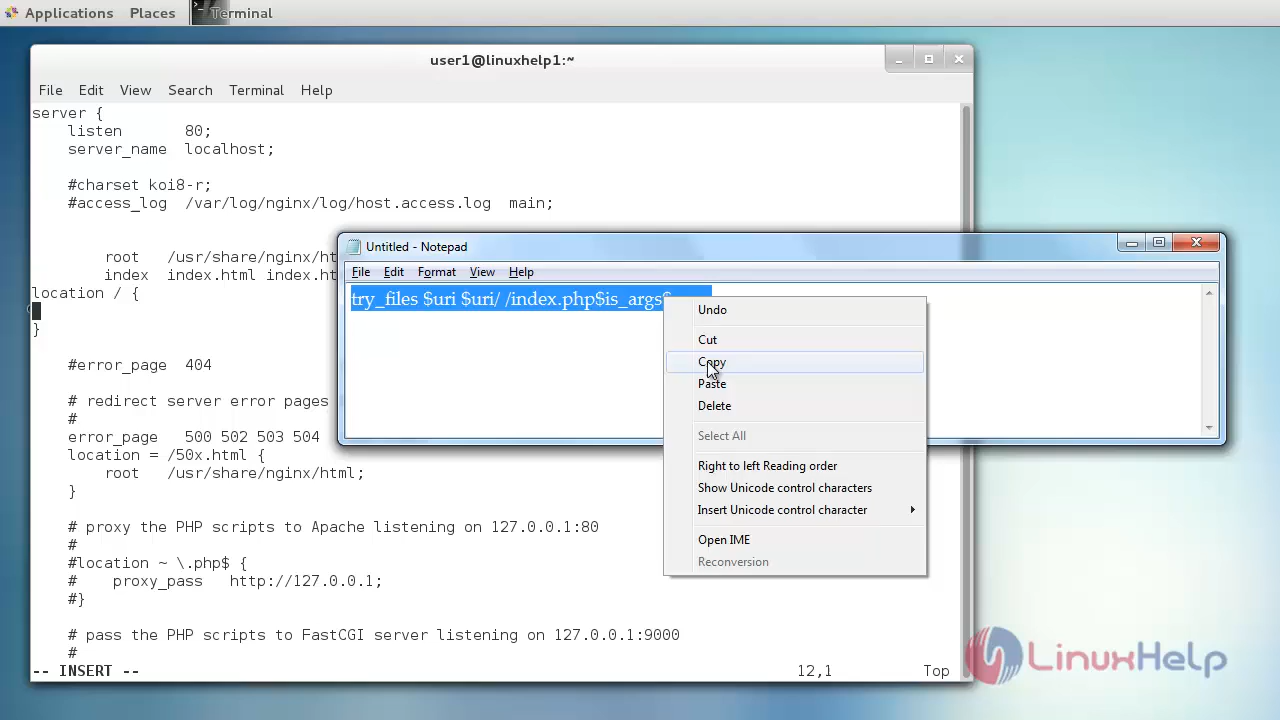 Applications Places Terminal
user1@linuxhelp1:~
File Edit View Search Terminal Help
server {
listen 80;
server_name localhost;
#charset koi8-r;
#access_log /var/log/nginx/log/host.access.log main;
root /usr/share/nginx/ht
index index.html index.ht
location / {
}
#error_page 404
# redirect server error pages
#
error_page 500 502 503 504
location = /50x.html {
root /usr/share/nginx/html;
}
# proxy the PHP scripts to Apache listening on 127.0.0.1:80
#
#location ~ \.php$ {
# proxy_pass http://127.0.0.1;
#}
# pass the PHP scripts to FastCGI server listening on 127.0.0.1:9000
#
-- INSERT -- 12,1 Top
Untitled - Notepad
File Edit Format View Help
try_files $uri $uri/ /index.php$is_args$
Undo
Cut
Copy
Paste
Delete
Select All
Right to left Reading order
Show Unicode control characters
Insert Unicode control character
Open IME
Reconversion
LinuxHelp